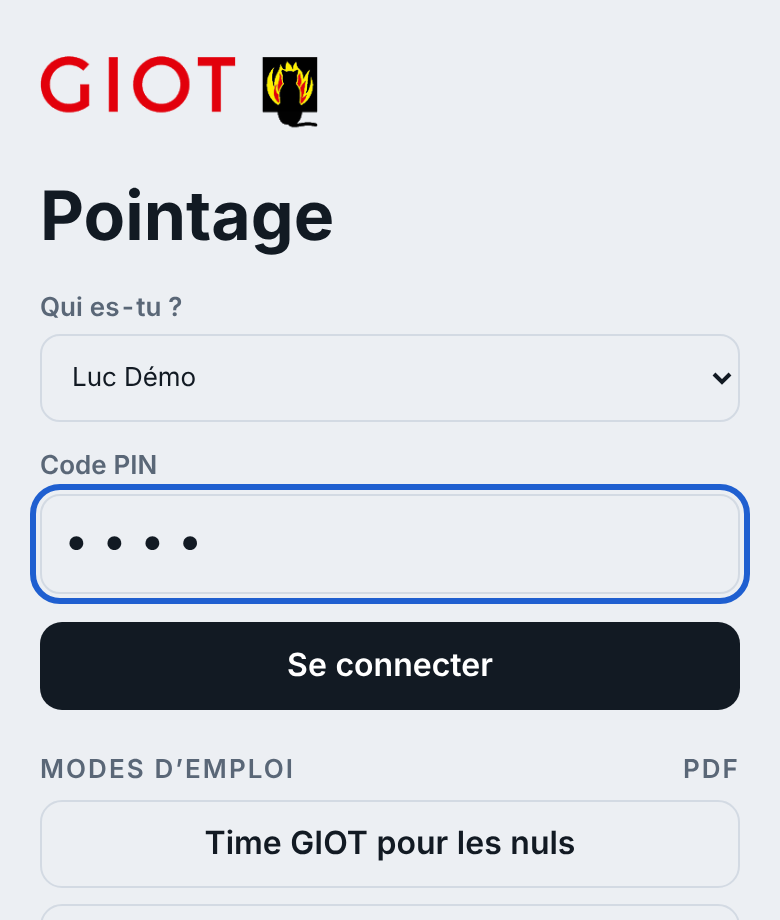 GIOT
Pointage
Qui es-tu ?
Luc Démo
Code PIN
••••
Se connecter
MODES D’EMPLOI PDF
Time GIOT pour les nuls